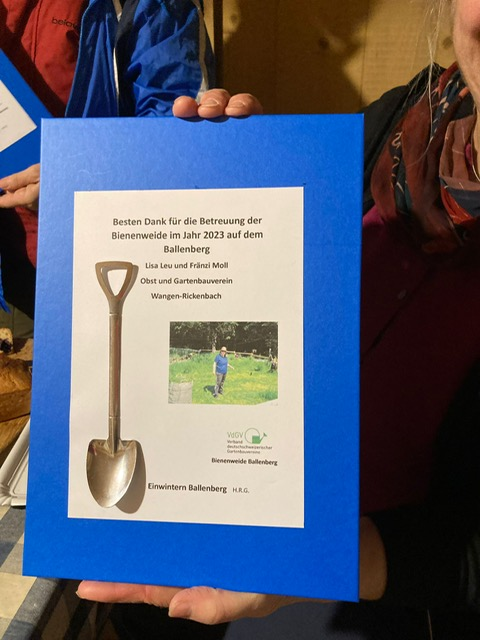 Besten Dank für die Betreuung der
Bienenweide im Jahr 2023 auf dem
Ballenberg
Lisa Leu und Fränzi Moll
Obst und Gartenbauverein
Wangen-Rickenbach
VdGV
Verband
deutschschweizerischer
Gartenbauvereine
Bienenweide Ballenberg
Einwintern Ballenberg H.R.G.